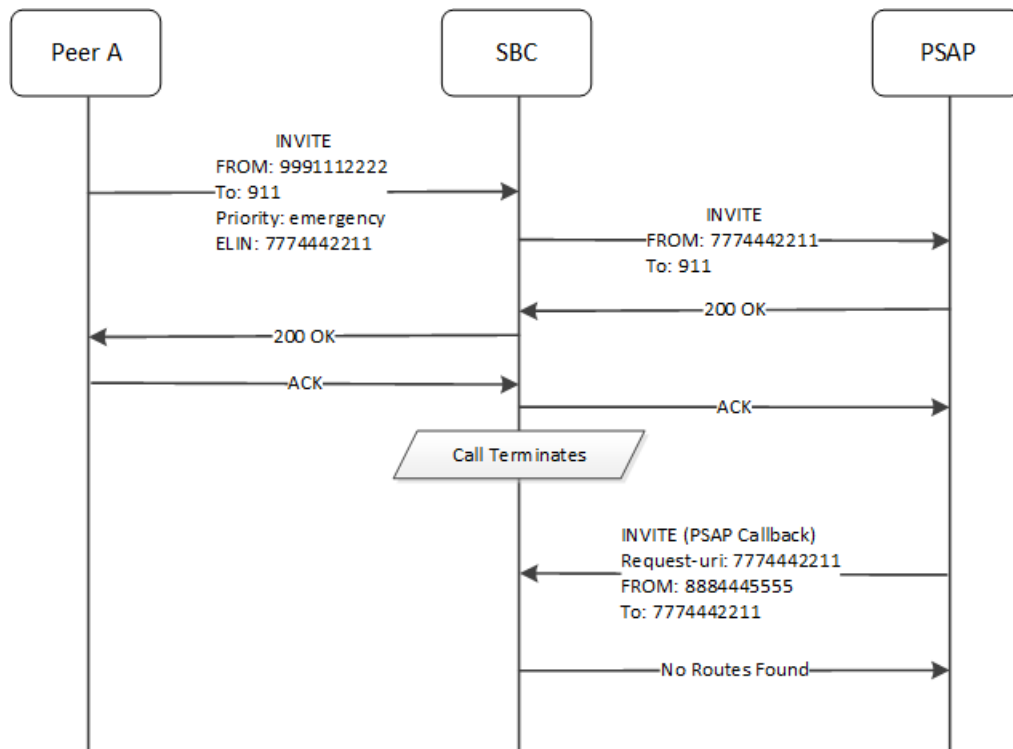 Peer A
SBC
PSAP
INVITE
FROM: 9991112222
To: 911
Priority: emergency
ELIN: 7774442211
INVITE
FROM: 7774442211
To: 911
200 OK
200 OK
ACK
ACK
Call Terminates
INVITE (PSAP Callback)
Request-uri: 7774442211
FROM: 8884445555
To: 7774442211
No Routes Found